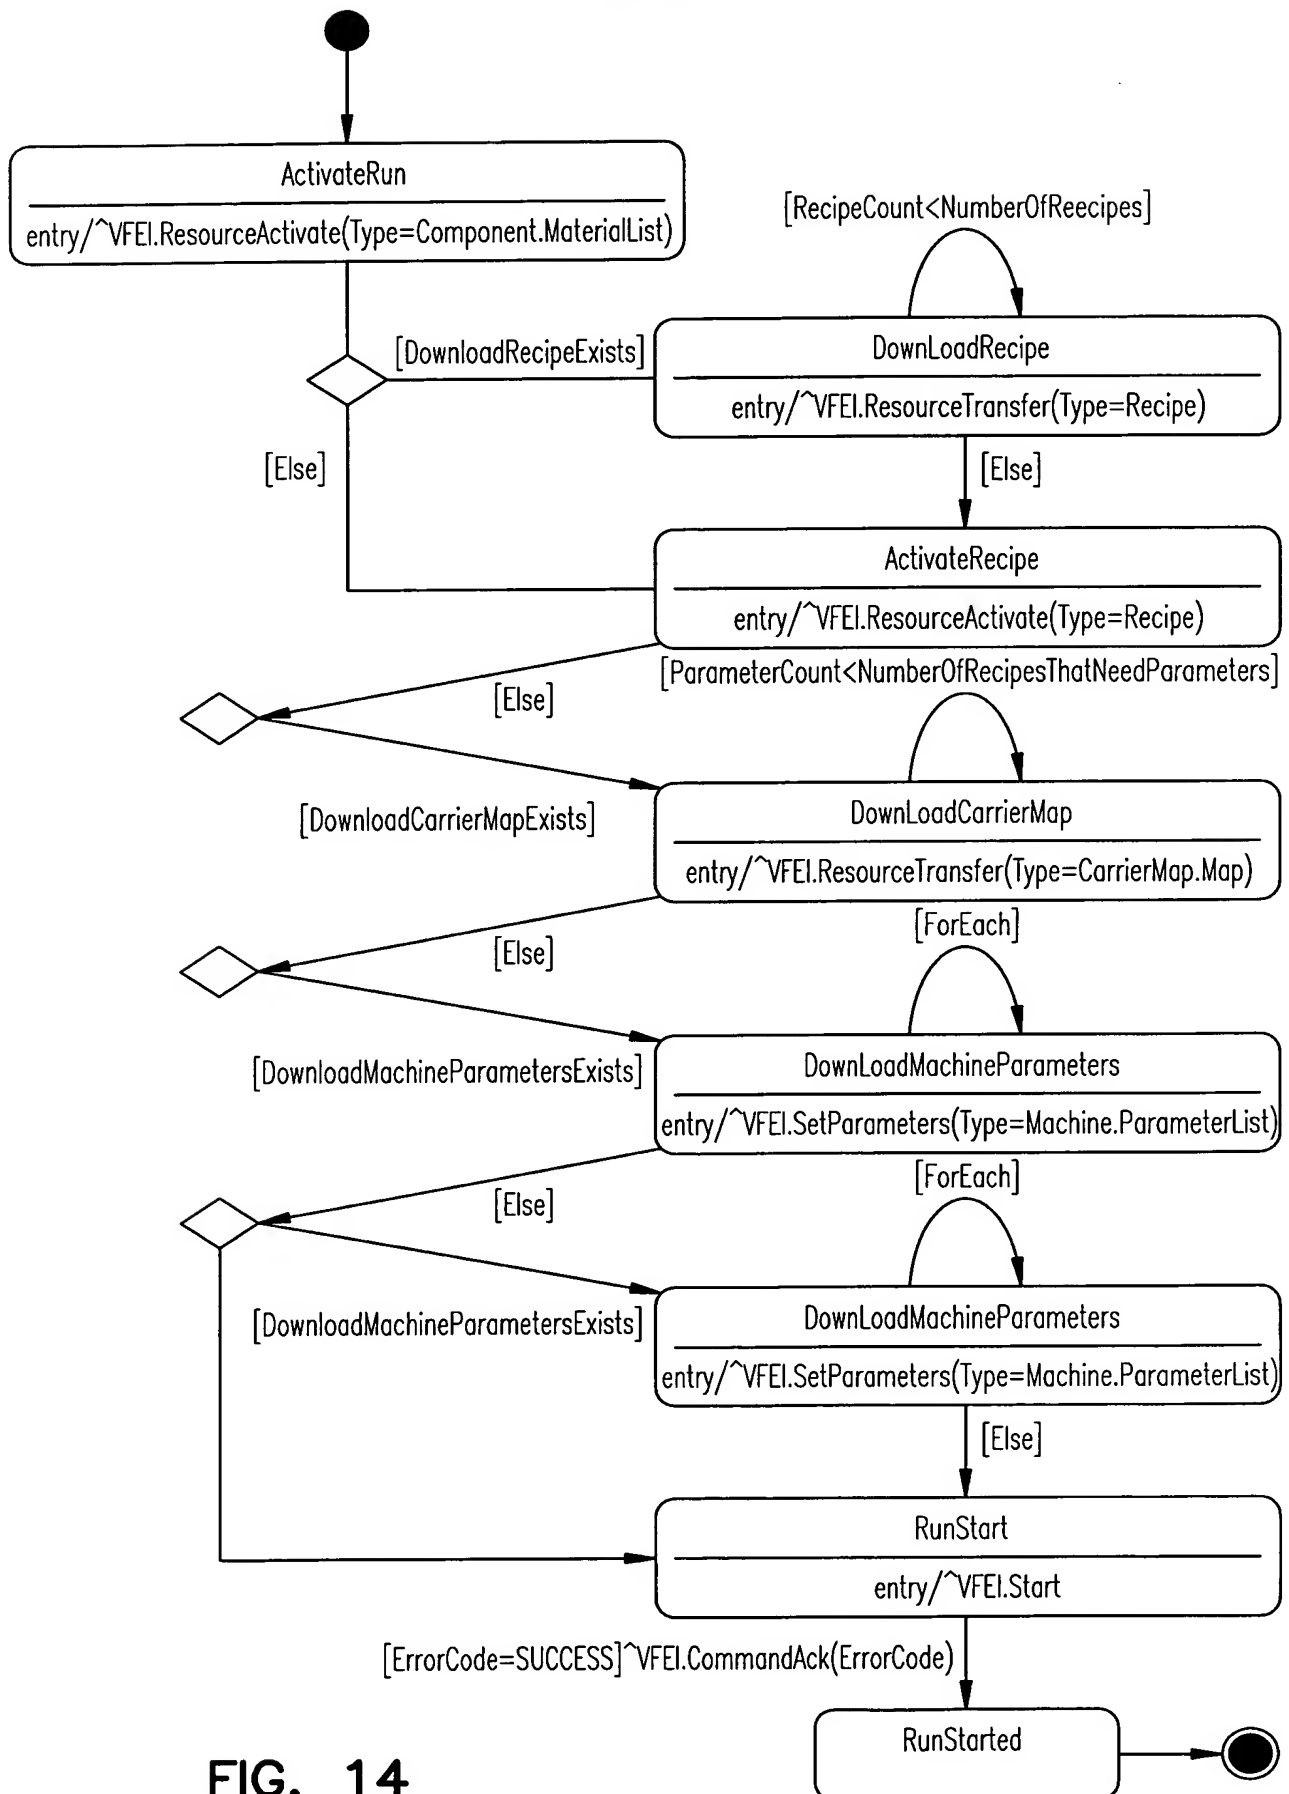 ActivateRun
entry/^VFEI.ResourceActivate(Type=Component.MaterialList)
[RecipeCount<NumberOfReecipes]
[DownloadRecipeExists]
DownLoadRecipe
entry/^VFEI.ResourceTransfer(Type=Recipe)
[Else]
[Else]
ActivateRecipe
entry/^VFEI.ResourceActivate(Type=Recipe)
[ParameterCount<NumberOfRecipesThatNeedParameters]
[Else]
[DownloadCarrierMapExists]
DownLoadCarrierMap
entry/^VFEI.ResourceTransfer(Type=CarrierMap.Map)
[ForEach]
[Else]
[DownloadMachineParametersExists]
DownLoadMachineParameters
entry/^VFEI.SetParameters(Type=Machine.ParameterList)
[ForEach]
[Else]
[DownloadMachineParametersExists]
DownLoadMachineParameters
entry/^VFEI.SetParameters(Type=Machine.ParameterList)
[Else]
RunStart
entry/^VFEI.Start
[ErrorCode=SUCCESS]^VFEI.CommandAck(ErrorCode)
RunStarted
FIG. 14